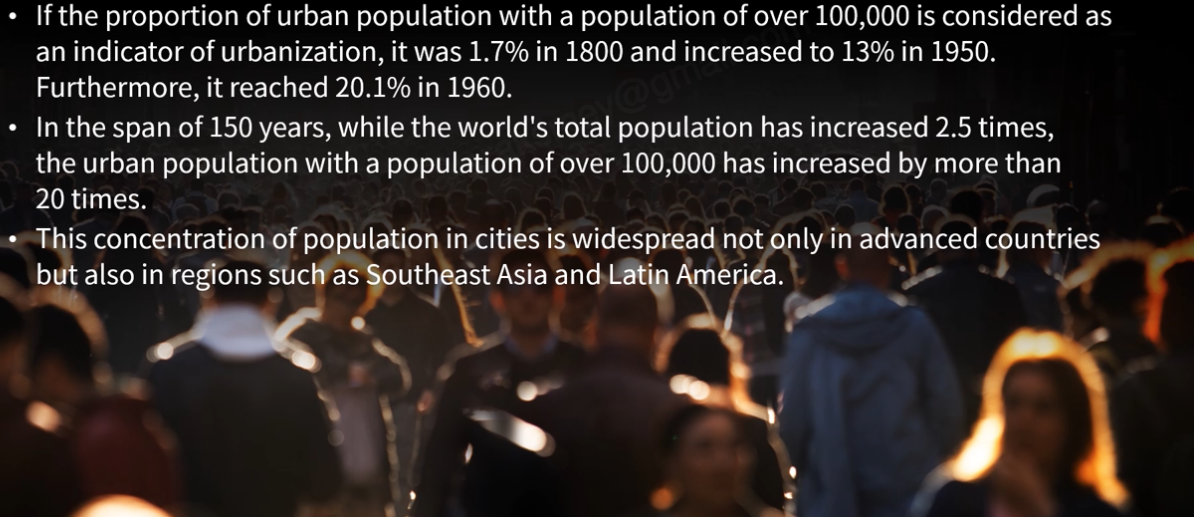 • If the proportion of urban population with a population of over 100,000 is considered as
an indicator of urbanization, it was 1.7% in 1800 and increased to 13% in 1950.
Furthermore, it reached 20.1% in 1960.
• In the span of 150 years, while the world's total population has increased 2.5 times,
the urban population with a population of over 100,000 has increased by more than
20 times.
• This concentration of population in cities is widespread not only in advanced countries
but also in regions such as Southeast Asia and Latin America.